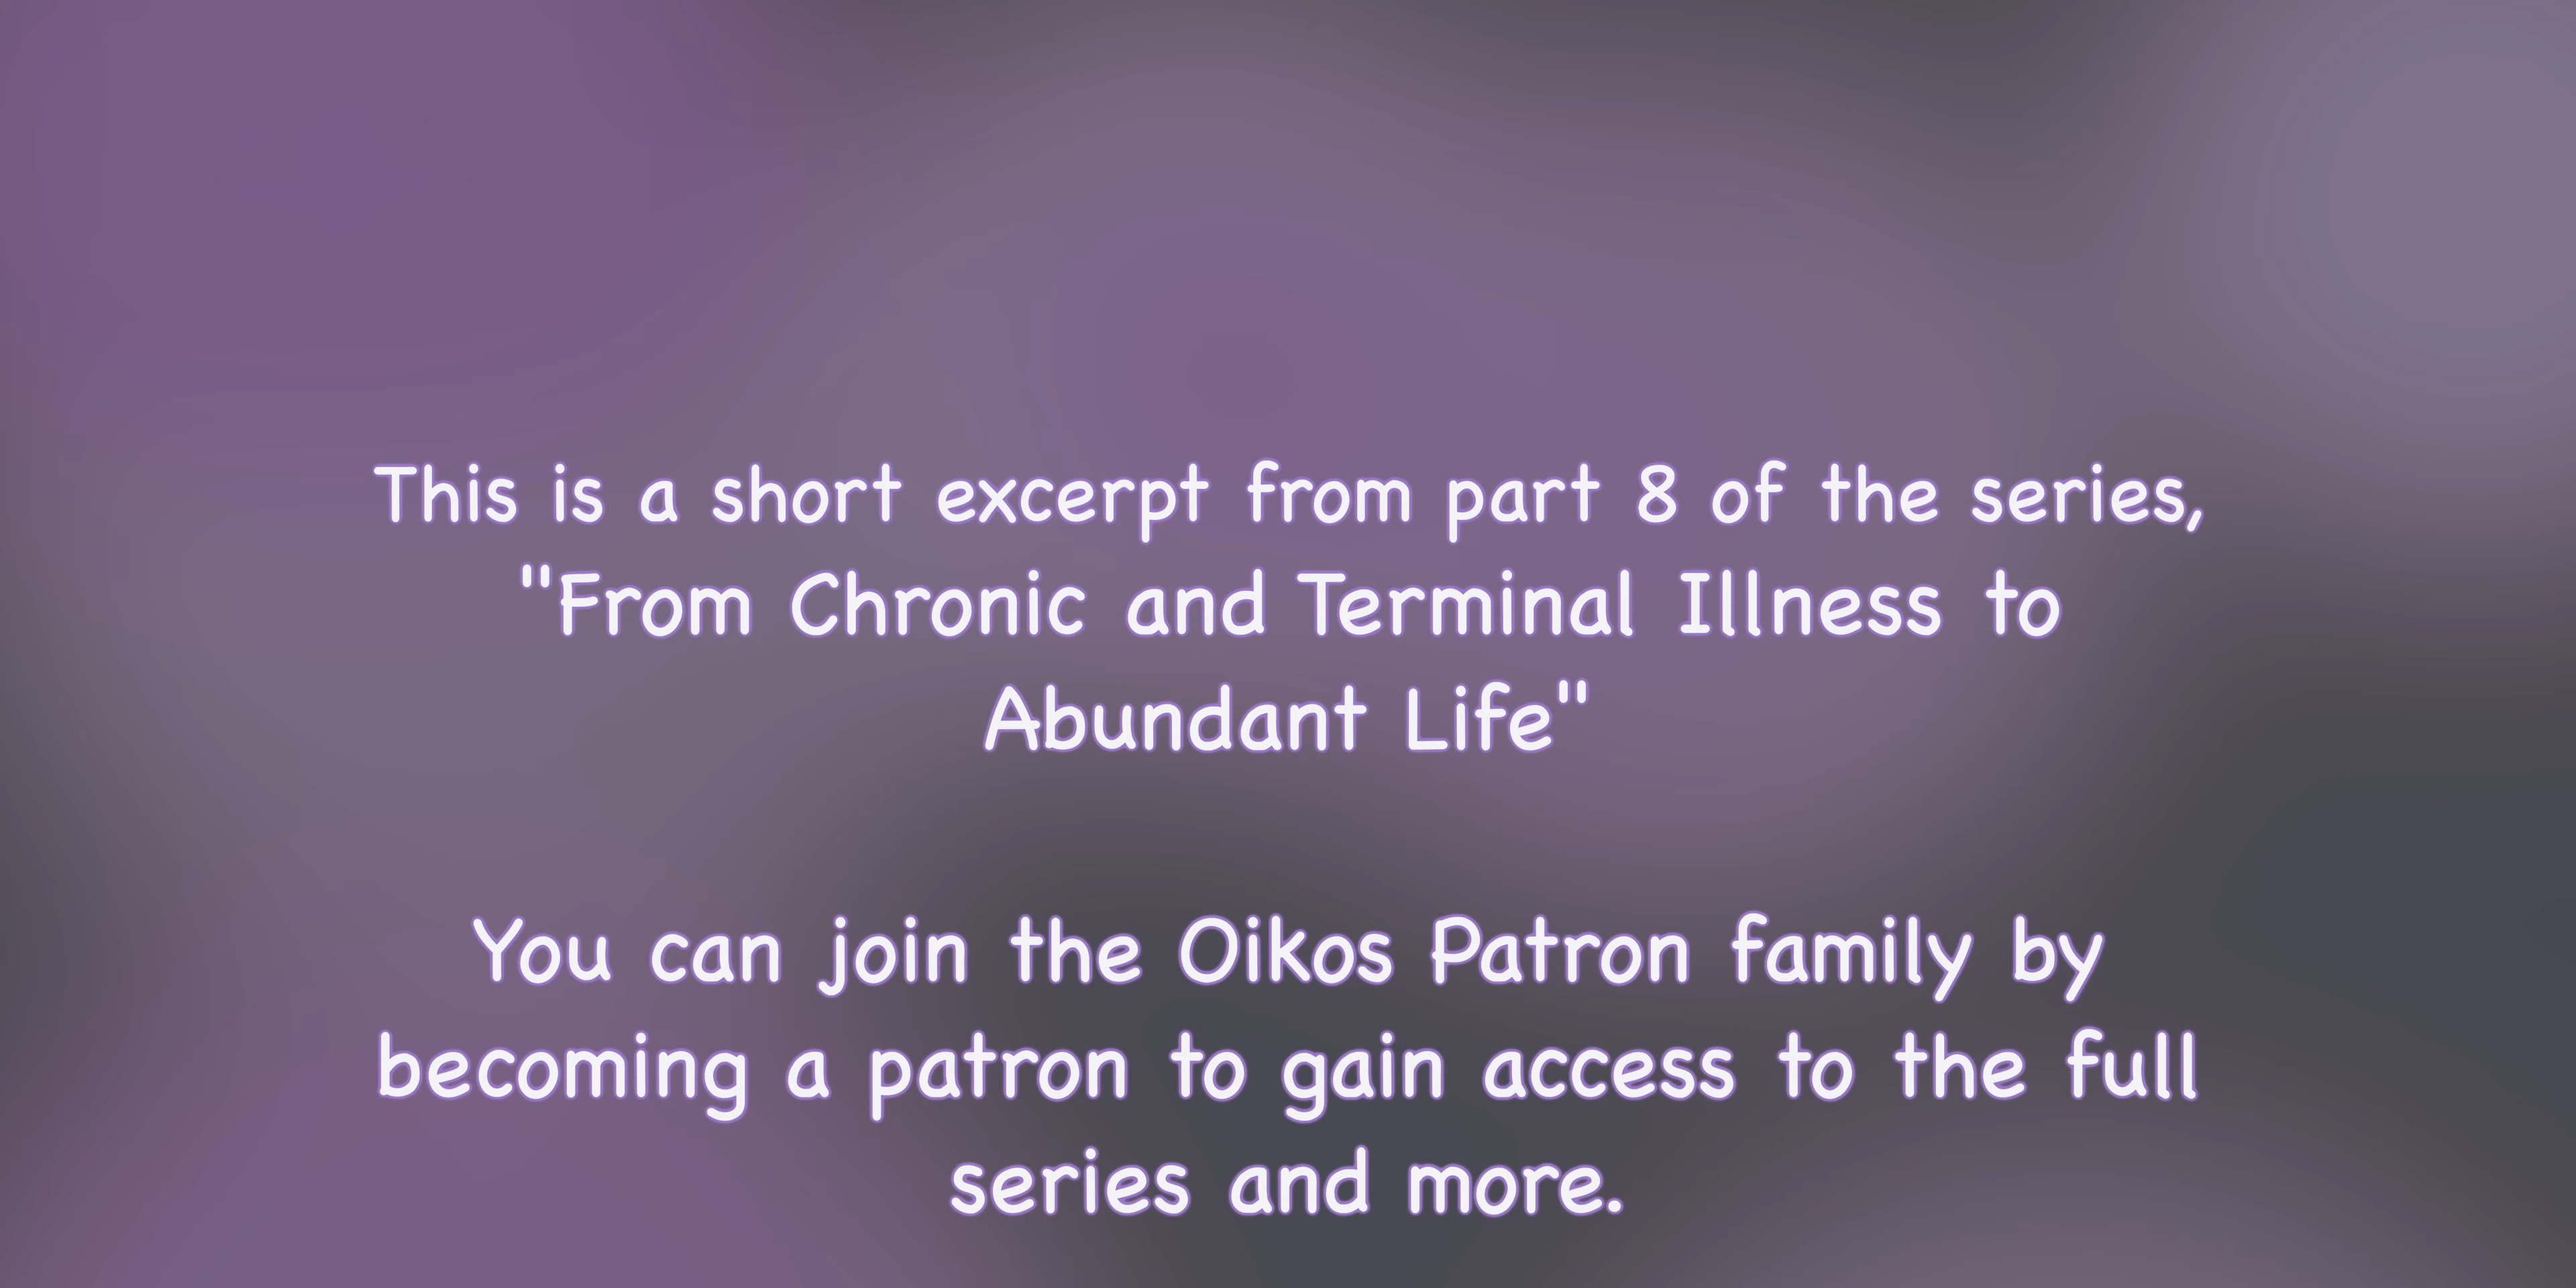 This is a short excerpt from part 8 of the series,
"From Chronic and Terminal Illness to
Abundant Life"
You can join the Oikos Patron family by
becoming a patron to gain access to the full
series and more.